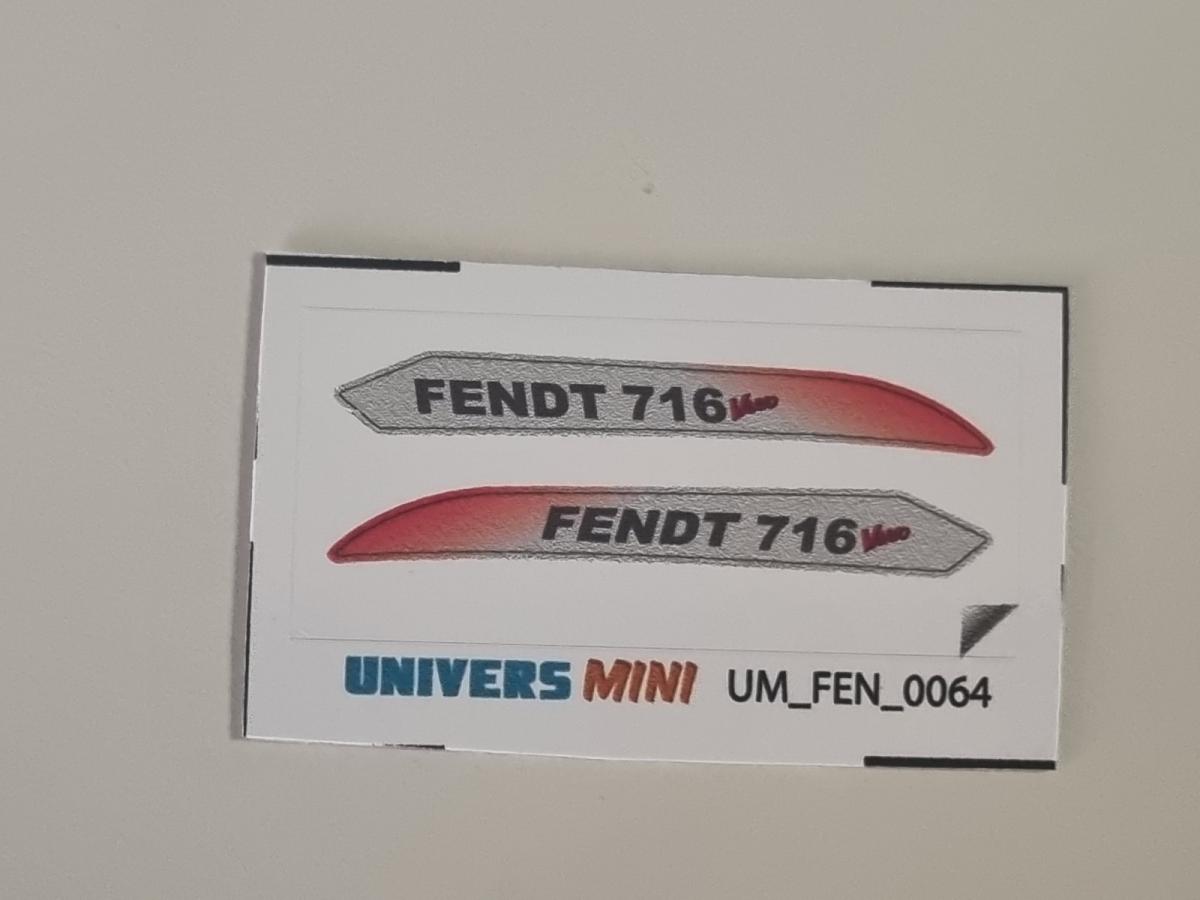 FENDT 716 Vario
FENDT 716 Vario
UNIVERS MINI UM_FEN_0064